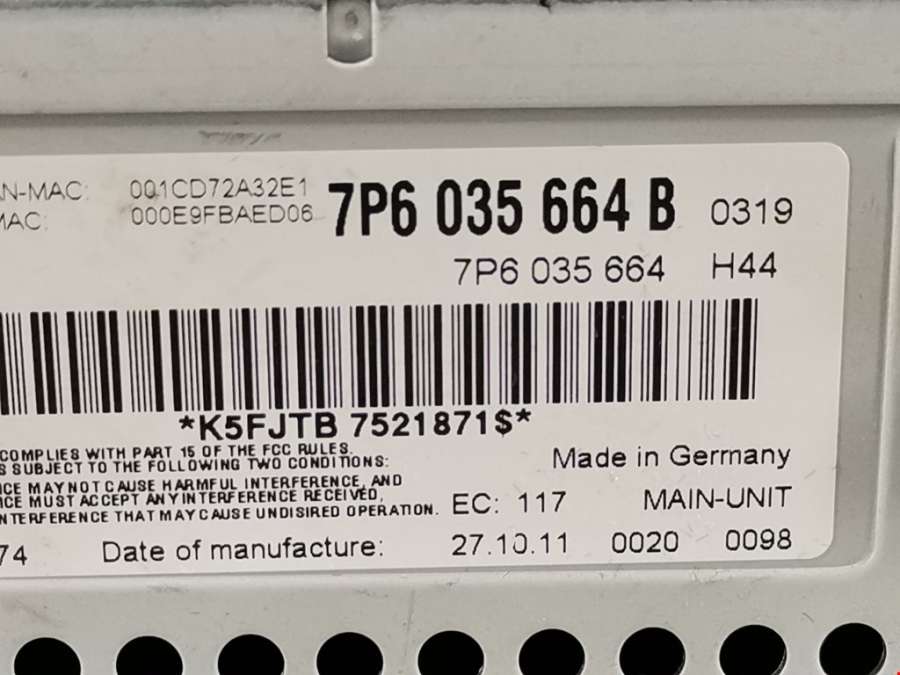 AN-MAC: 001CD72A32E1
MAC: 000E9FBAED06
7P6 035 664 B 0319
7P6 035 664 H44
*K5FJTB 7521871$*
COMPLIES WITH PART 15 OF THE FCC RULES.
S SUBJECT TO THE FOLLOWING TWO CONDITIONS:
ICE MAY NOT CAUSE HARMFUL INTERFERENCE, AND
ICE MUST ACCEPT ANY INTERFERENCE RECEIVED,
INTERFERENCE THAT MAY CAUSE UNDISIRED OPERATION.
Made in Germany
EC: 117 MAIN-UNIT
74 Date of manufacture: 27.10.11 0020 0098